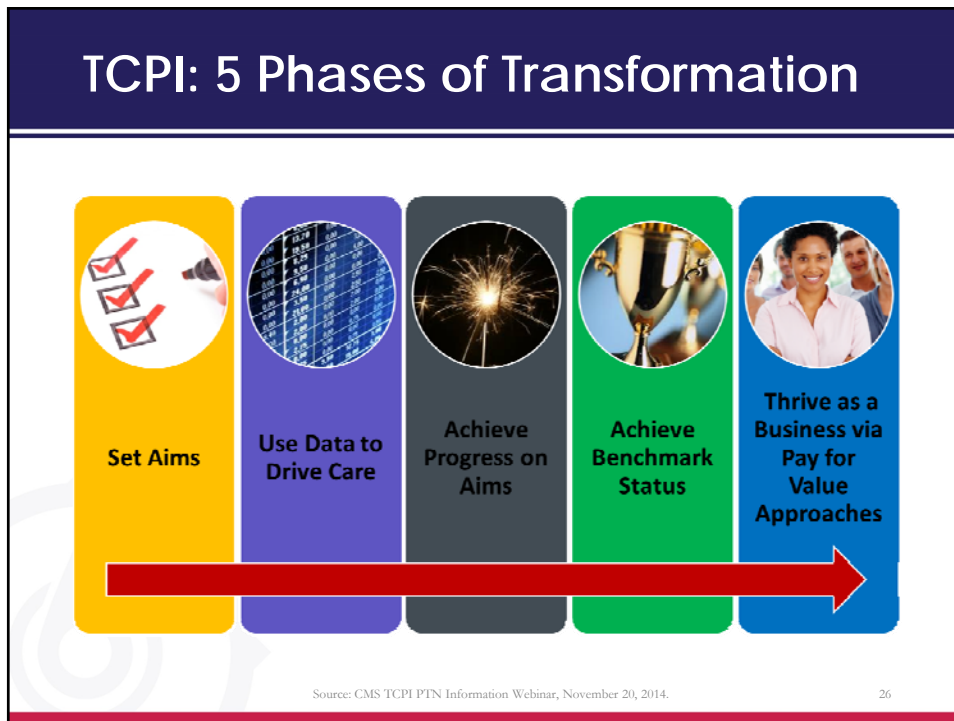 TCPI: 5 Phases of Transformation
Set Aims
Use Data to
Drive Care
Achieve
Progress on
Aims
Achieve
Benchmark
Status
Thrive as a
Business via
Pay for
Value
Approaches
Source: CMS TCPI PTN Information Webinar, November 20, 2014.
26